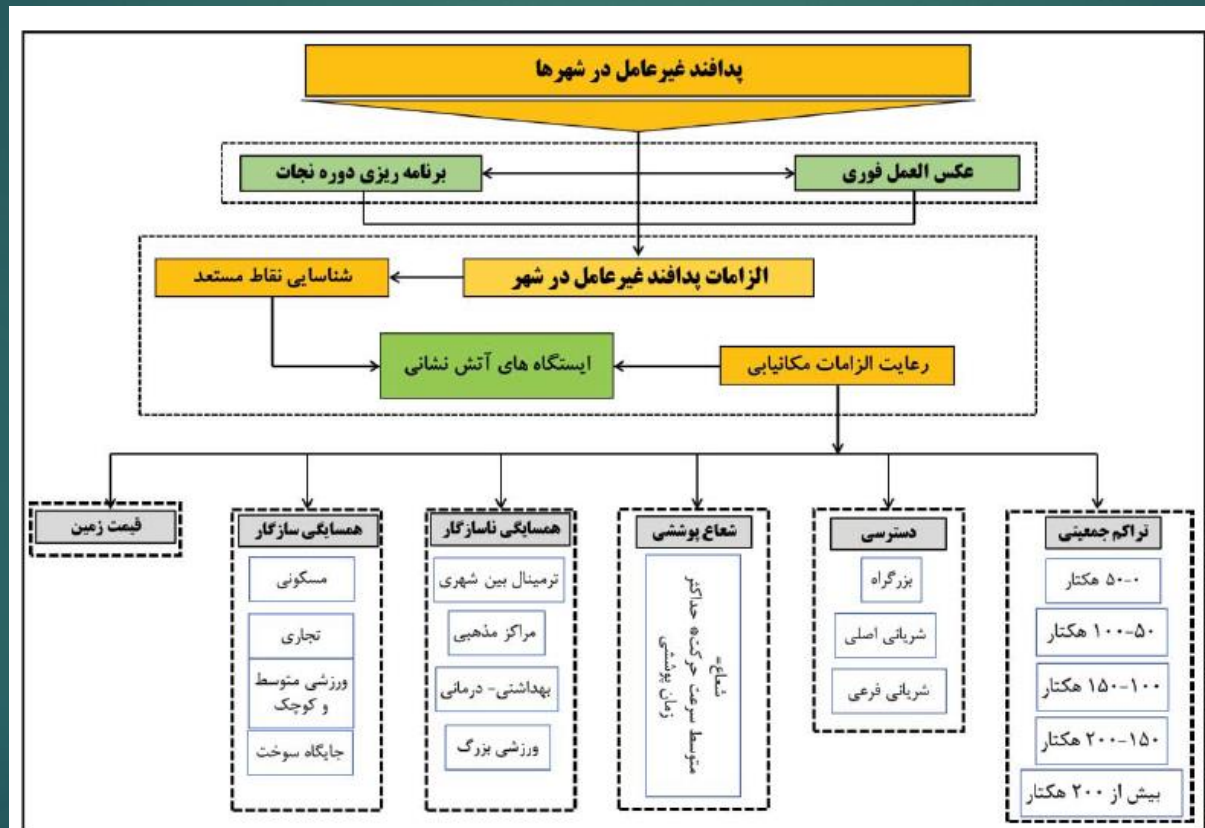 پدافند غیرعامل در شهرها
عکس العمل فوری
برنامه ریزی دوره نجات
الزامات پدافند غیرعامل در شهر
شناسایی نقاط مستعد
رعایت الزامات مکانیابی
ایستگاه های آتش نشانی
تراکم جمعیتی
۰-۵۰ هکتار
۵۰-۱۰۰ هکتار
۱۰۰-۱۵۰ هکتار
۱۵۰-۲۰۰ هکتار
بیش از ۲۰۰ هکتار
دسترسی
بزرگراه
شریانی اصلی
شریانی فرعی
شعاع پوششی
شعاع=
متوسط سرعت حرکت* حداکثر
زمان پوششی
همسایگی ناسازگار
ترمینال بین شهری
مراکز مذهبی
بهداشتی- درمانی
ورزشی بزرگ
همسایگی سازگار
مسکونی
تجاری
ورزشی متوسط
و کوچک
جایگاه سوخت
قیمت زمین